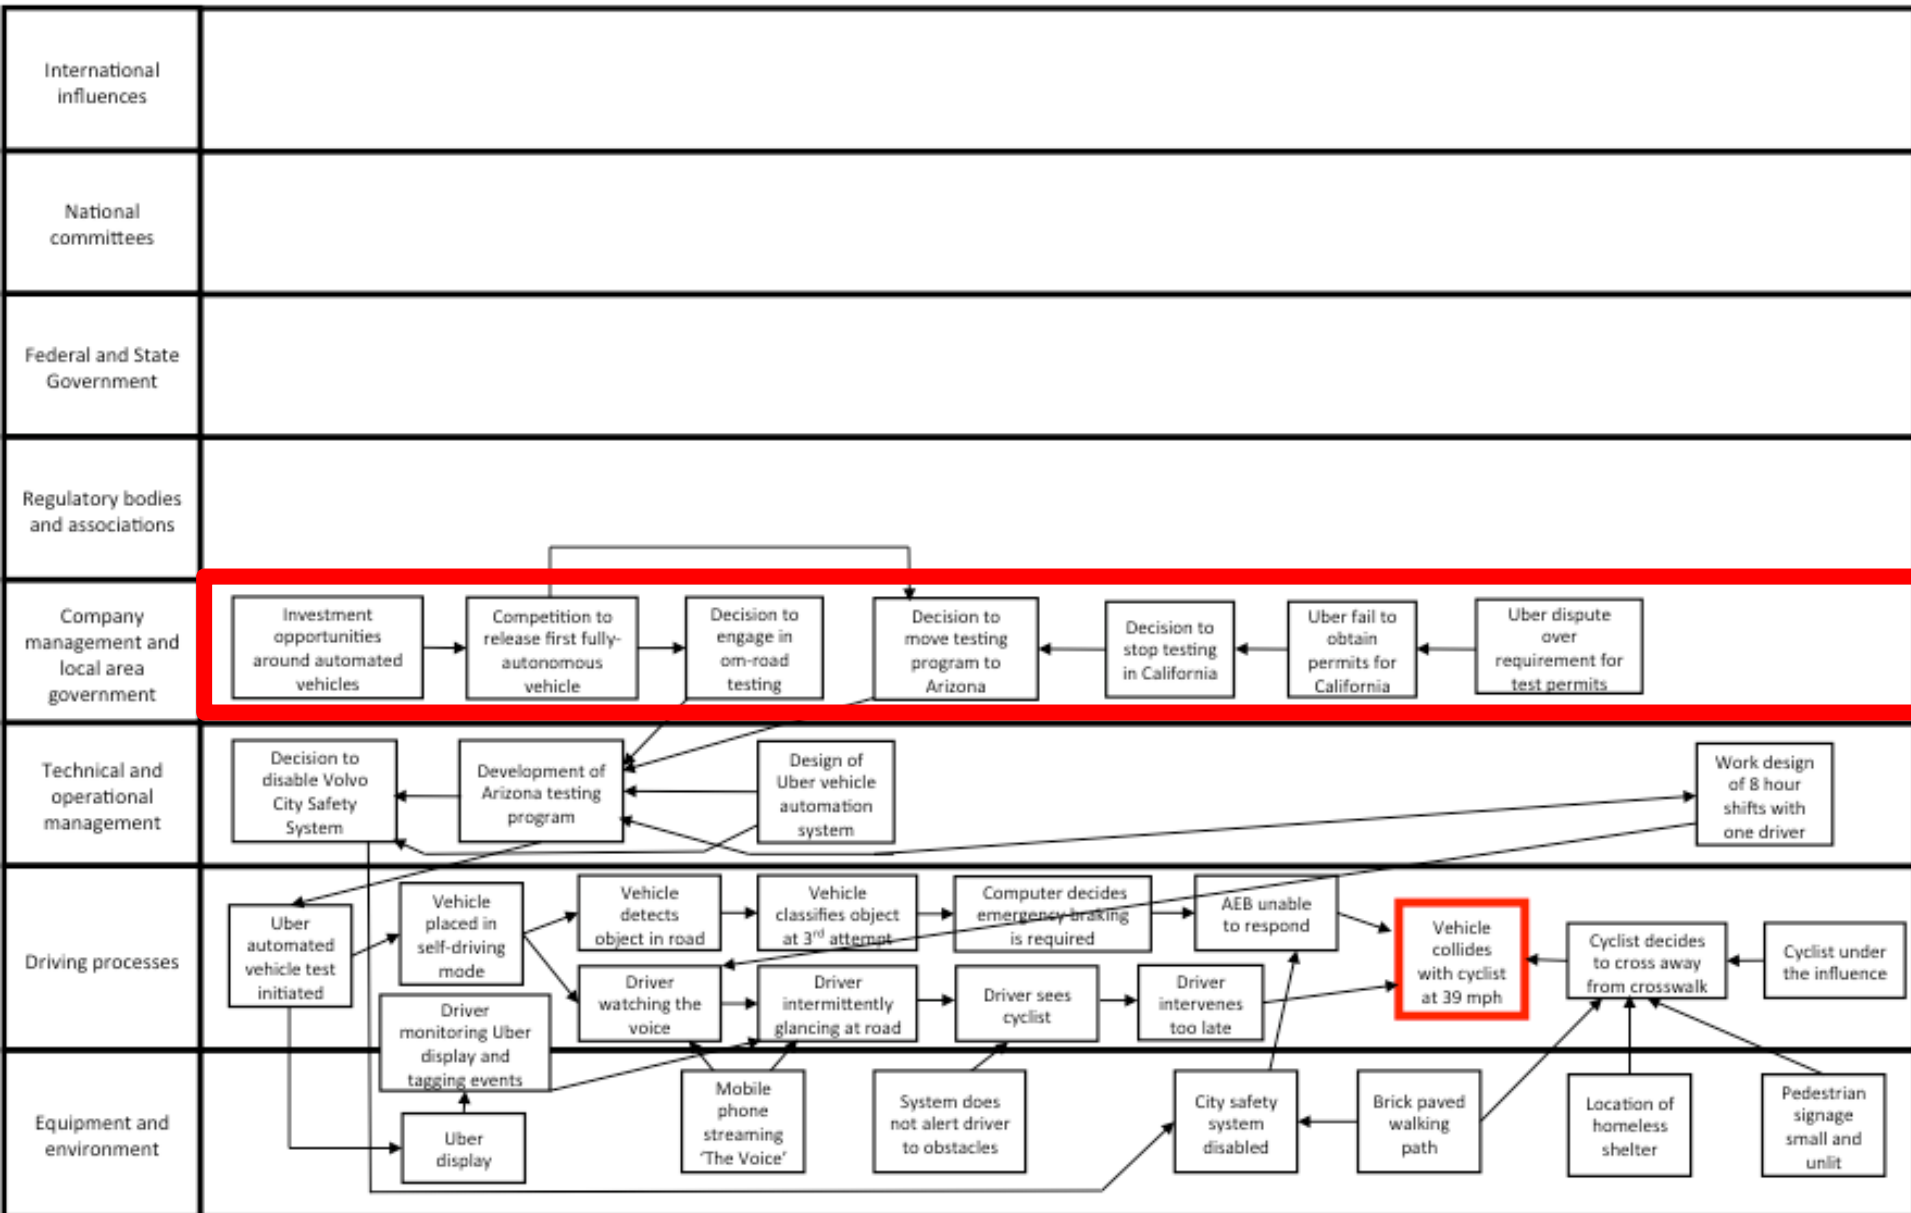 International
influences
National
committees
Federal and State
Government
Regulatory bodies
and associations
Company
management and
local area
government
Investment
opportunities
around automated
vehicles
Competition to
release first fully-
autonomous
vehicle
Decision to
engage in
om-road
testing
Decision to
move testing
program to
Arizona
Decision to
stop testing
in California
Uber fail to
obtain
permits for
California
Uber dispute
over
requirement for
test permits
Technical and
operational
management
Decision to
disable Volvo
City Safety
System
Development of
Arizona testing
program
Design of
Uber vehicle
automation
system
Work design
of 8 hour
shifts with
one driver
Driving processes
Uber
automated
vehicle test
initiated
Vehicle
placed in
self-driving
mode
Vehicle
detects
object in road
Vehicle
classifies object
at 3rd attempt
Computer decides
emergency braking
is required
AEB unable
to respond
Vehicle
collides
with cyclist
at 39 mph
Cyclist decides
to cross away
from crosswalk
Cyclist under
the influence
Driver
monitoring Uber
display and
tagging events
Driver
watching the
voice
Driver
intermittently
glancing at road
Driver sees
cyclist
Driver
intervenes
too late
Equipment and
environment
Uber
display
Mobile
phone
streaming
'The Voice'
System does
not alert driver
to obstacles
City safety
system
disabled
Brick paved
walking
path
Location of
homeless
shelter
Pedestrian
signage
small and
unlit